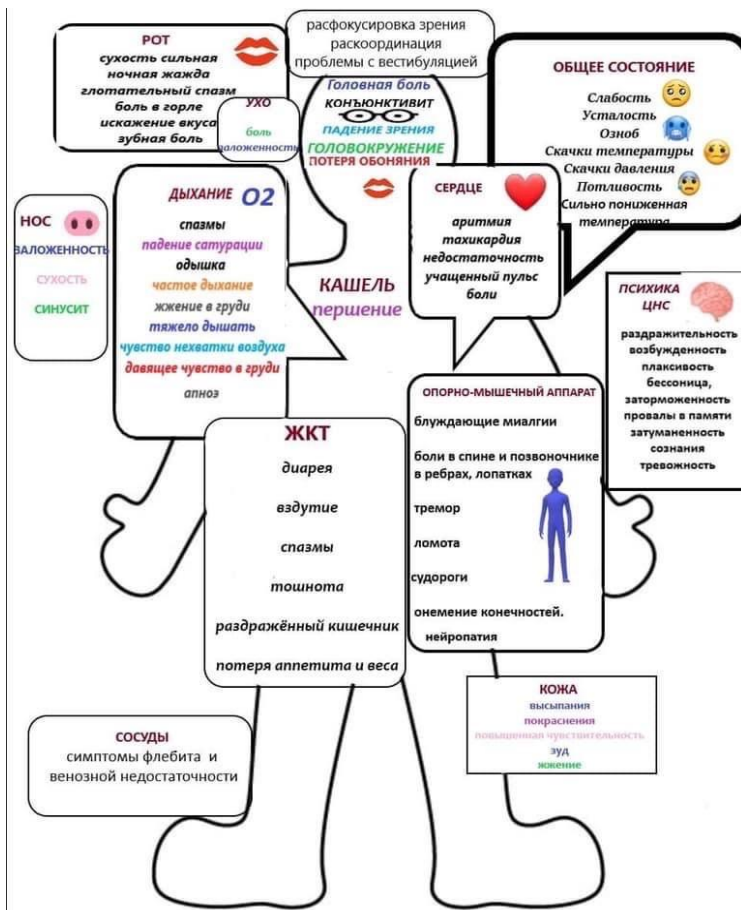 РОТ
сухость сильная
ночная жажда
глотательный спазм
боль в горле
искажение вкуса
зубная боль
расфокусировка зрения
раскоординация
проблемы с вестибуляцией
Головная боль
КОНЪЮНКТИВИТ
ПАДЕНИЕ ЗРЕНИЯ
ГОЛОВОКРУЖЕНИЕ
ПОТЕРЯ ОБОНЯНИЯ
УХО
боль
заложенность
ОБЩЕЕ СОСТОЯНИЕ
Слабость
Усталость
Озноб
Скачки температуры
Скачки давления
Потливость
Сильно пониженная
температура
НОС
ЗАЛОЖЕННОСТЬ
СУХОСТЬ
СИНУСИТ
ДЫХАНИЕ О2
спазмы
падение сатурации
одышка
частое дыхание
жжение в груди
тяжело дышать
чувство нехватки воздуха
давящее чувство в груди
апноэ
КАШЕЛЬ
першение
СЕРДЦЕ
аритмия
тахикардия
недостаточность
учащенный пульс
боли
ПСИХИКА
ЦНС
раздражительность
возбужденность
плаксивость
бессоница,
заторможенность
провалы в памяти
затуманенность
сознания
тревожность
ЖКТ
диарея
вздутие
спазмы
тошнота
раздражённый кишечник
потеря аппетита и веса
ОПОРНО-МЫШЕЧНЫЙ АППАРАТ
блуждающие миалгии
боли в спине и позвоночнике
в ребрах, лопатках
тремор
ломота
судороги
онемение конечностей.
нейропатия
СОСУДЫ
симптомы флебита и
венозной недостаточности
КОЖА
высыпания
покраснения
повышенная чувствительность
зуд
жжение